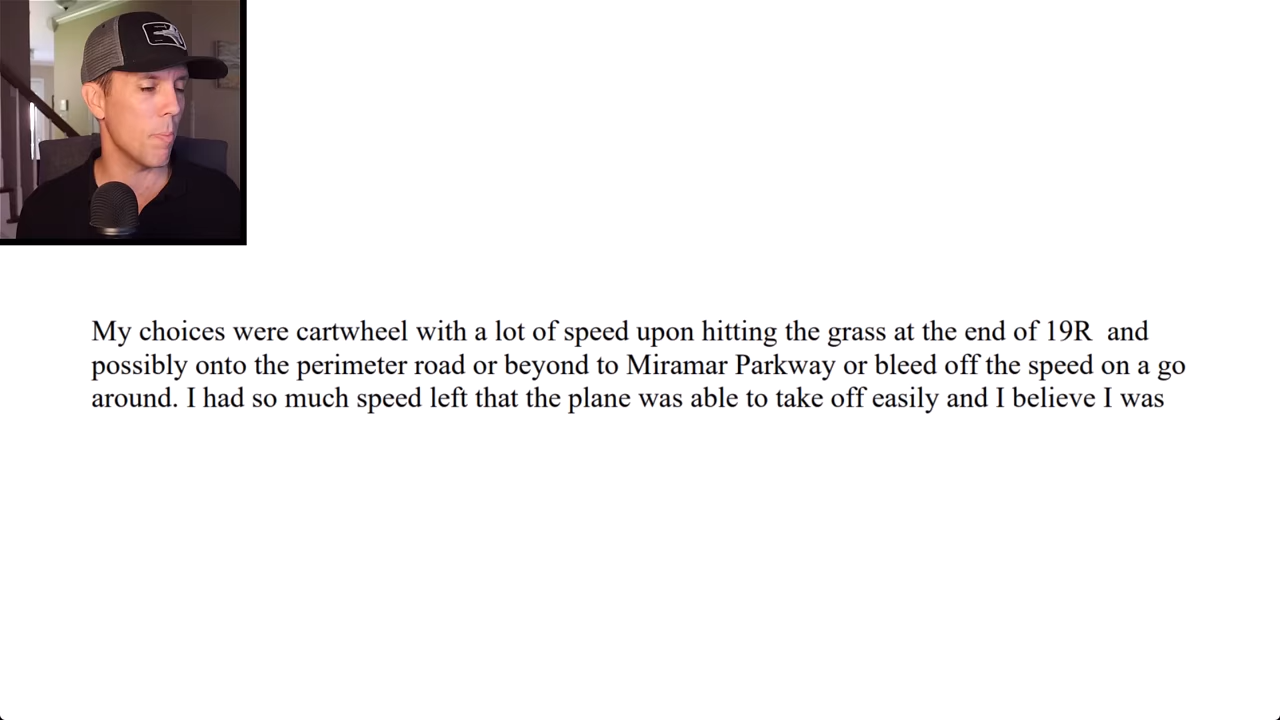 My choices were cartwheel with a lot of speed upon hitting the grass at the end of 19R  and
possibly onto the perimeter road or beyond to Miramar Parkway or bleed off the speed on a go
around. I had so much speed left that the plane was able to take off easily and I believe I was